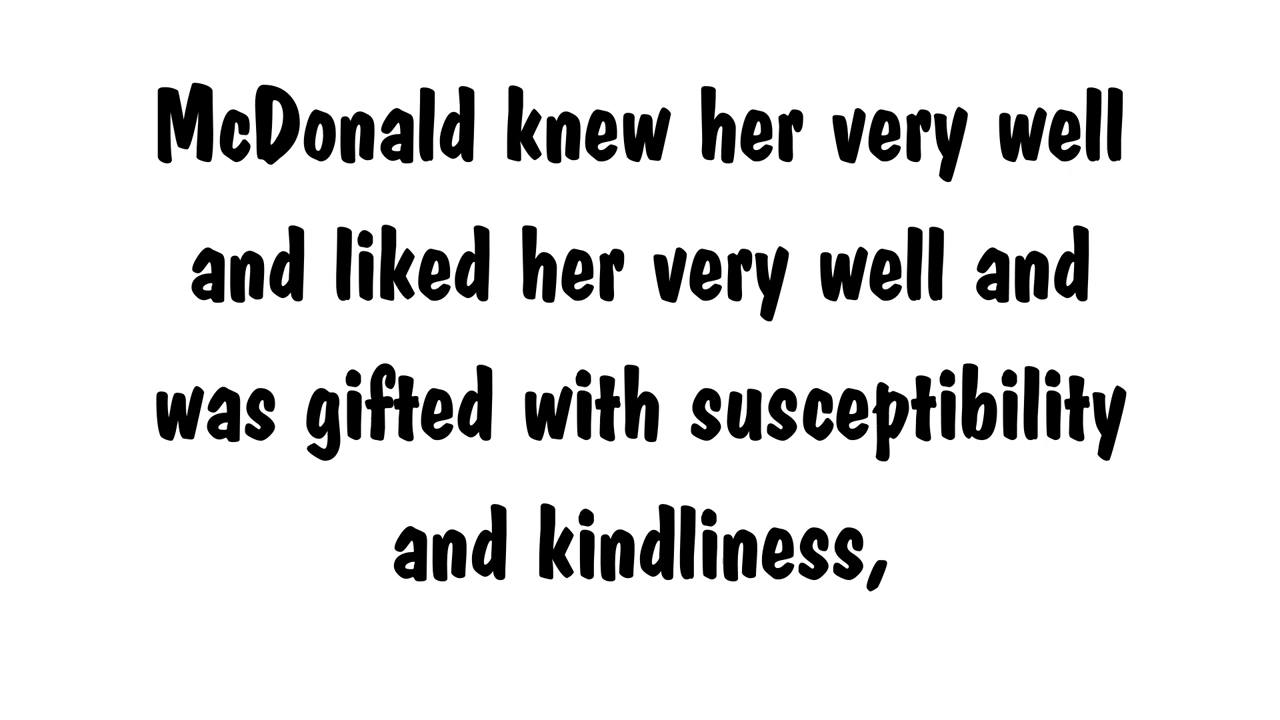 McDonald knew her very well
and liked her very well and
was gifted with susceptibility
and kindliness,